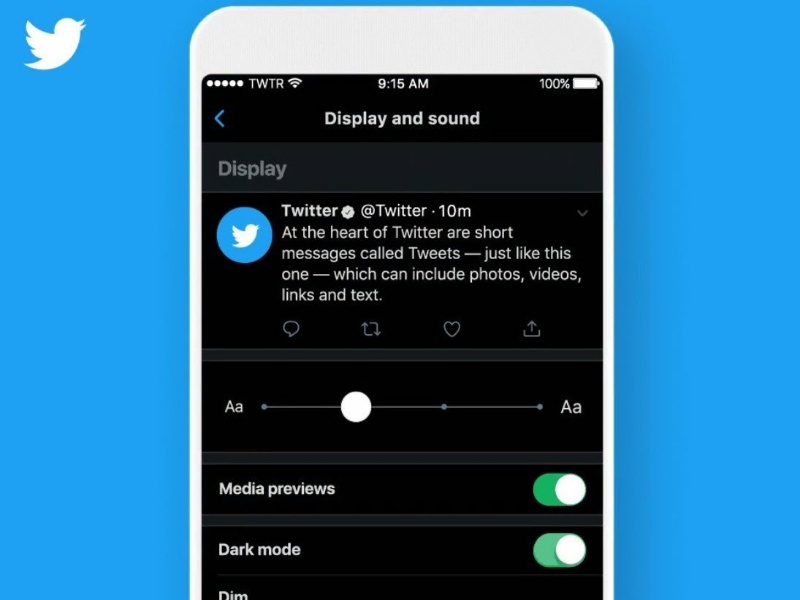 TWTR 9:15 AM 100%
Display and sound
Display
Twitter @Twitter · 10m
At the heart of Twitter are short
messages called Tweets — just like this
one — which can include photos, videos,
links and text.
Aa Aa
Media previews
Dark mode
Dim